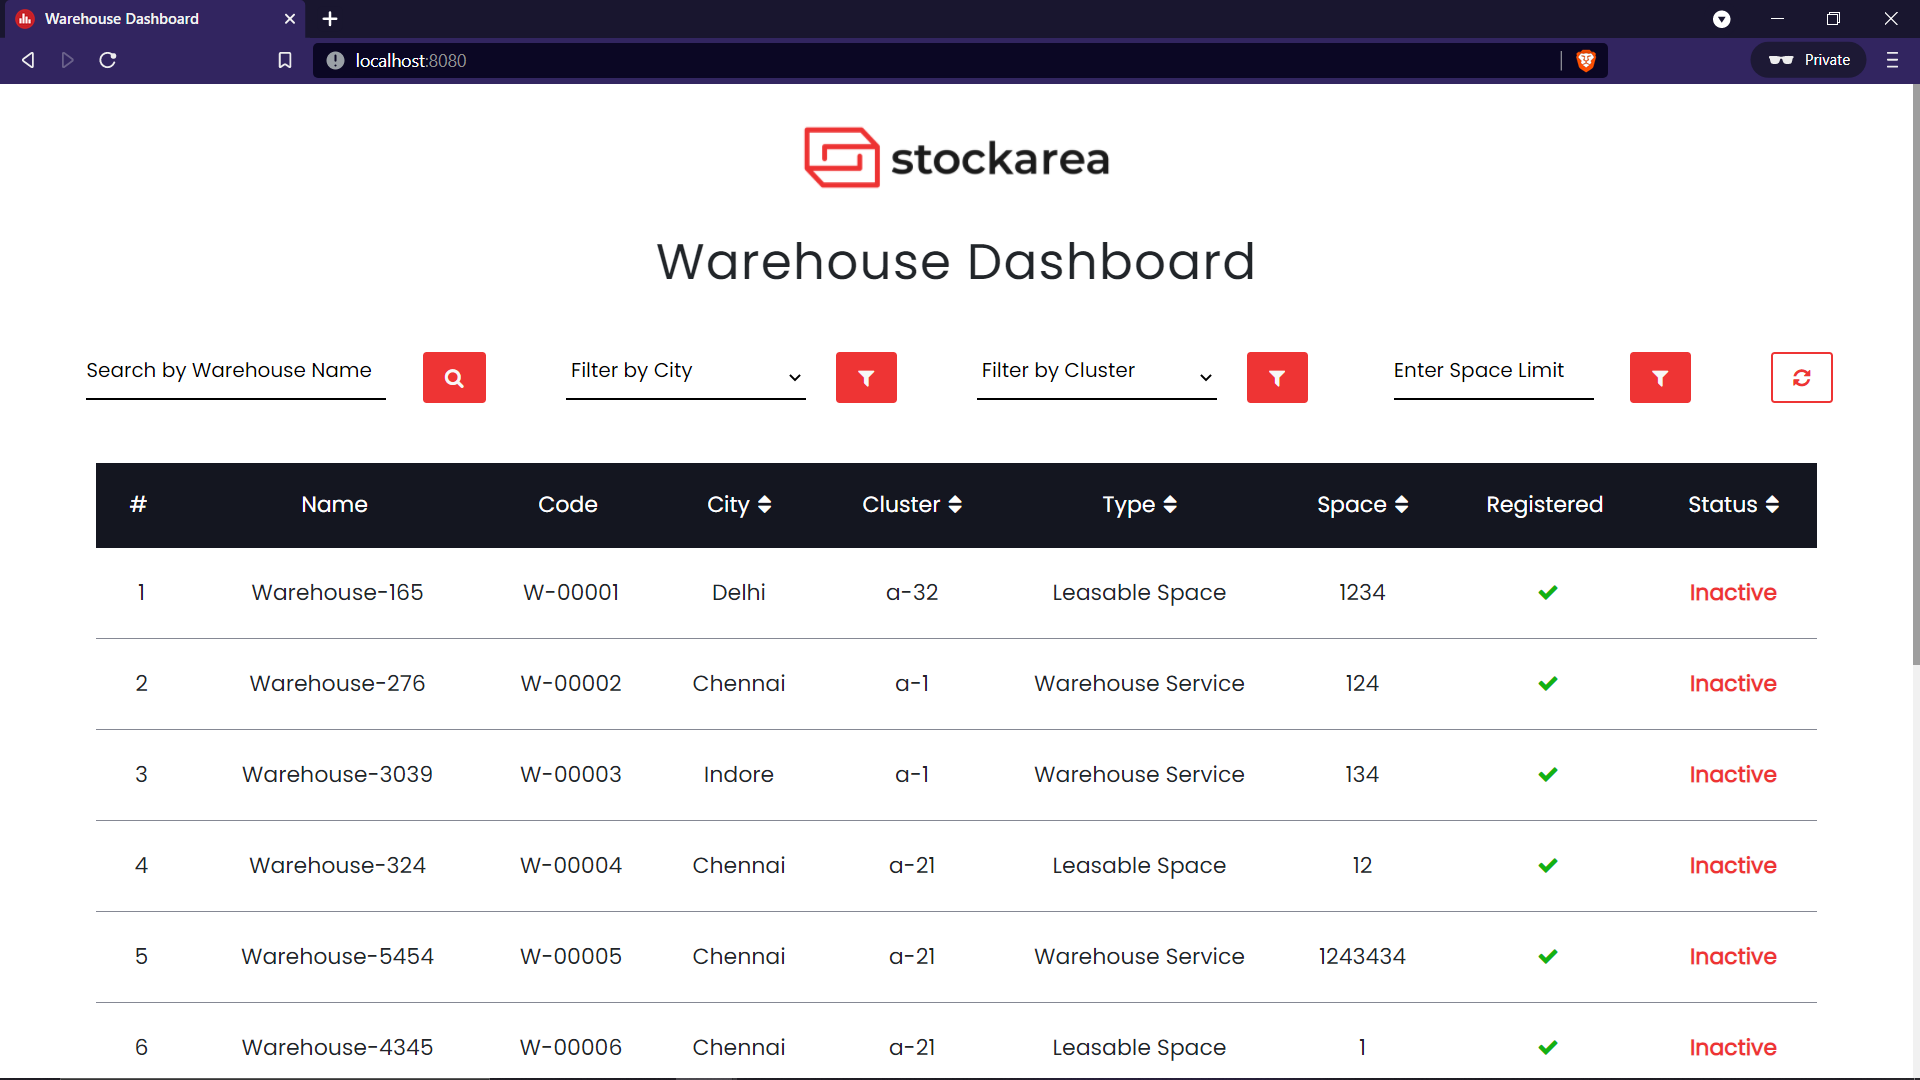 Warehouse Dashboard
localhost:8080
Private
stockarea
Warehouse Dashboard
Search by Warehouse Name Filter by City Filter by Cluster Enter Space Limit
# Name Code City Cluster Type Space Registered Status
1 Warehouse-165 W-00001 Delhi a-32 Leasable Space 1234 Inactive
2 Warehouse-276 W-00002 Chennai a-1 Warehouse Service 124 Inactive
3 Warehouse-3039 W-00003 Indore a-1 Warehouse Service 134 Inactive
4 Warehouse-324 W-00004 Chennai a-21 Leasable Space 12 Inactive
5 Warehouse-5454 W-00005 Chennai a-21 Warehouse Service 1243434 Inactive
6 Warehouse-4345 W-00006 Chennai a-21 Leasable Space 1 Inactive